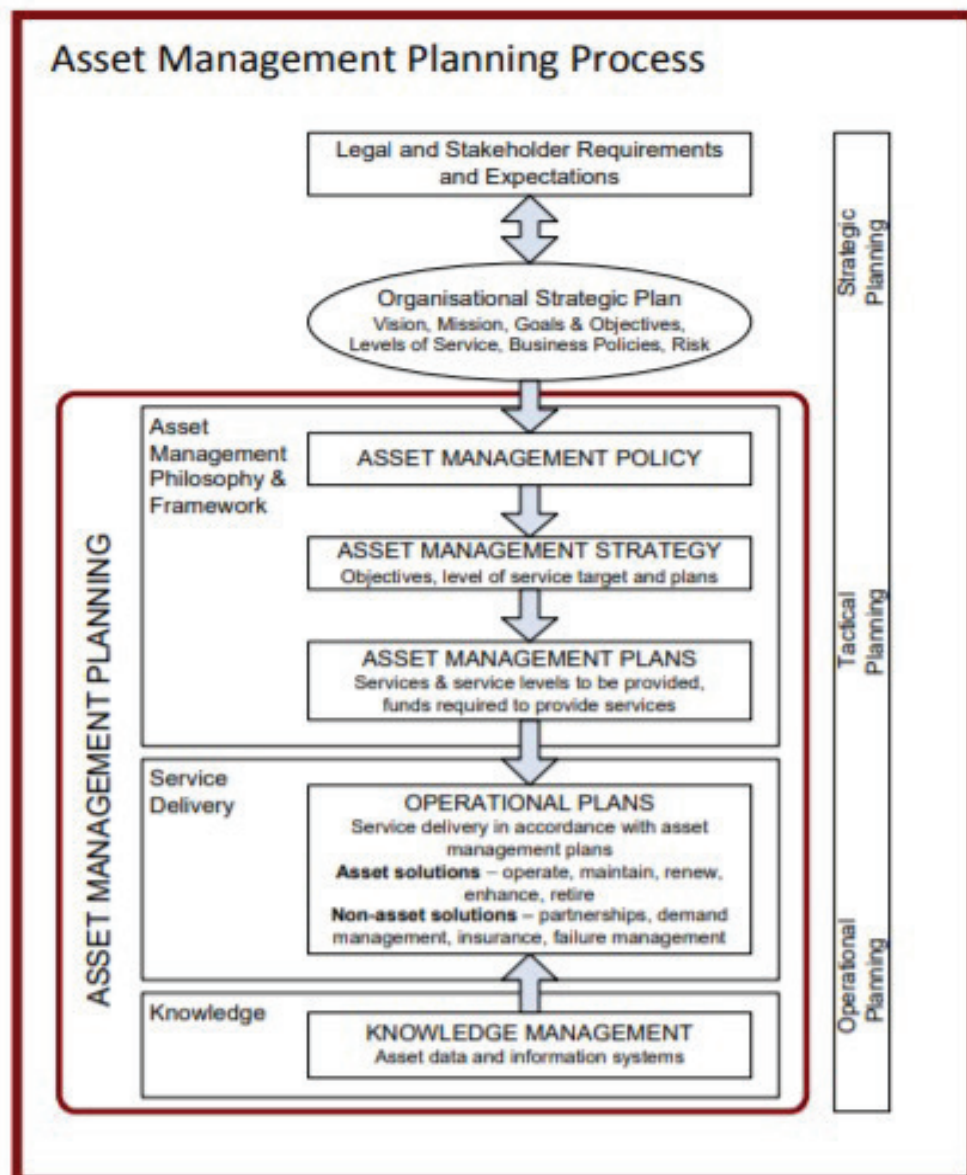 Asset Management Planning Process
Legal and Stakeholder Requirements
and Expectations
Organisational Strategic Plan
Vision, Mission, Goals & Objectives,
Levels of Service, Business Policies, Risk
Asset
Management
Philosophy &
Framework
ASSET MANAGEMENT POLICY
ASSET MANAGEMENT STRATEGY
Objectives, level of service target and plans
ASSET MANAGEMENT PLANS
Services & service levels to be provided,
funds required to provide services
Service
Delivery
OPERATIONAL PLANS
Service delivery in accordance with asset
management plans
Asset solutions – operate, maintain, renew,
enhance, retire
Non-asset solutions – partnerships, demand
management, insurance, failure management
Knowledge
KNOWLEDGE MANAGEMENT
Asset data and information systems
ASSET MANAGEMENT PLANNING
Strategic
Planning
Tactical
Planning
Operational
Planning